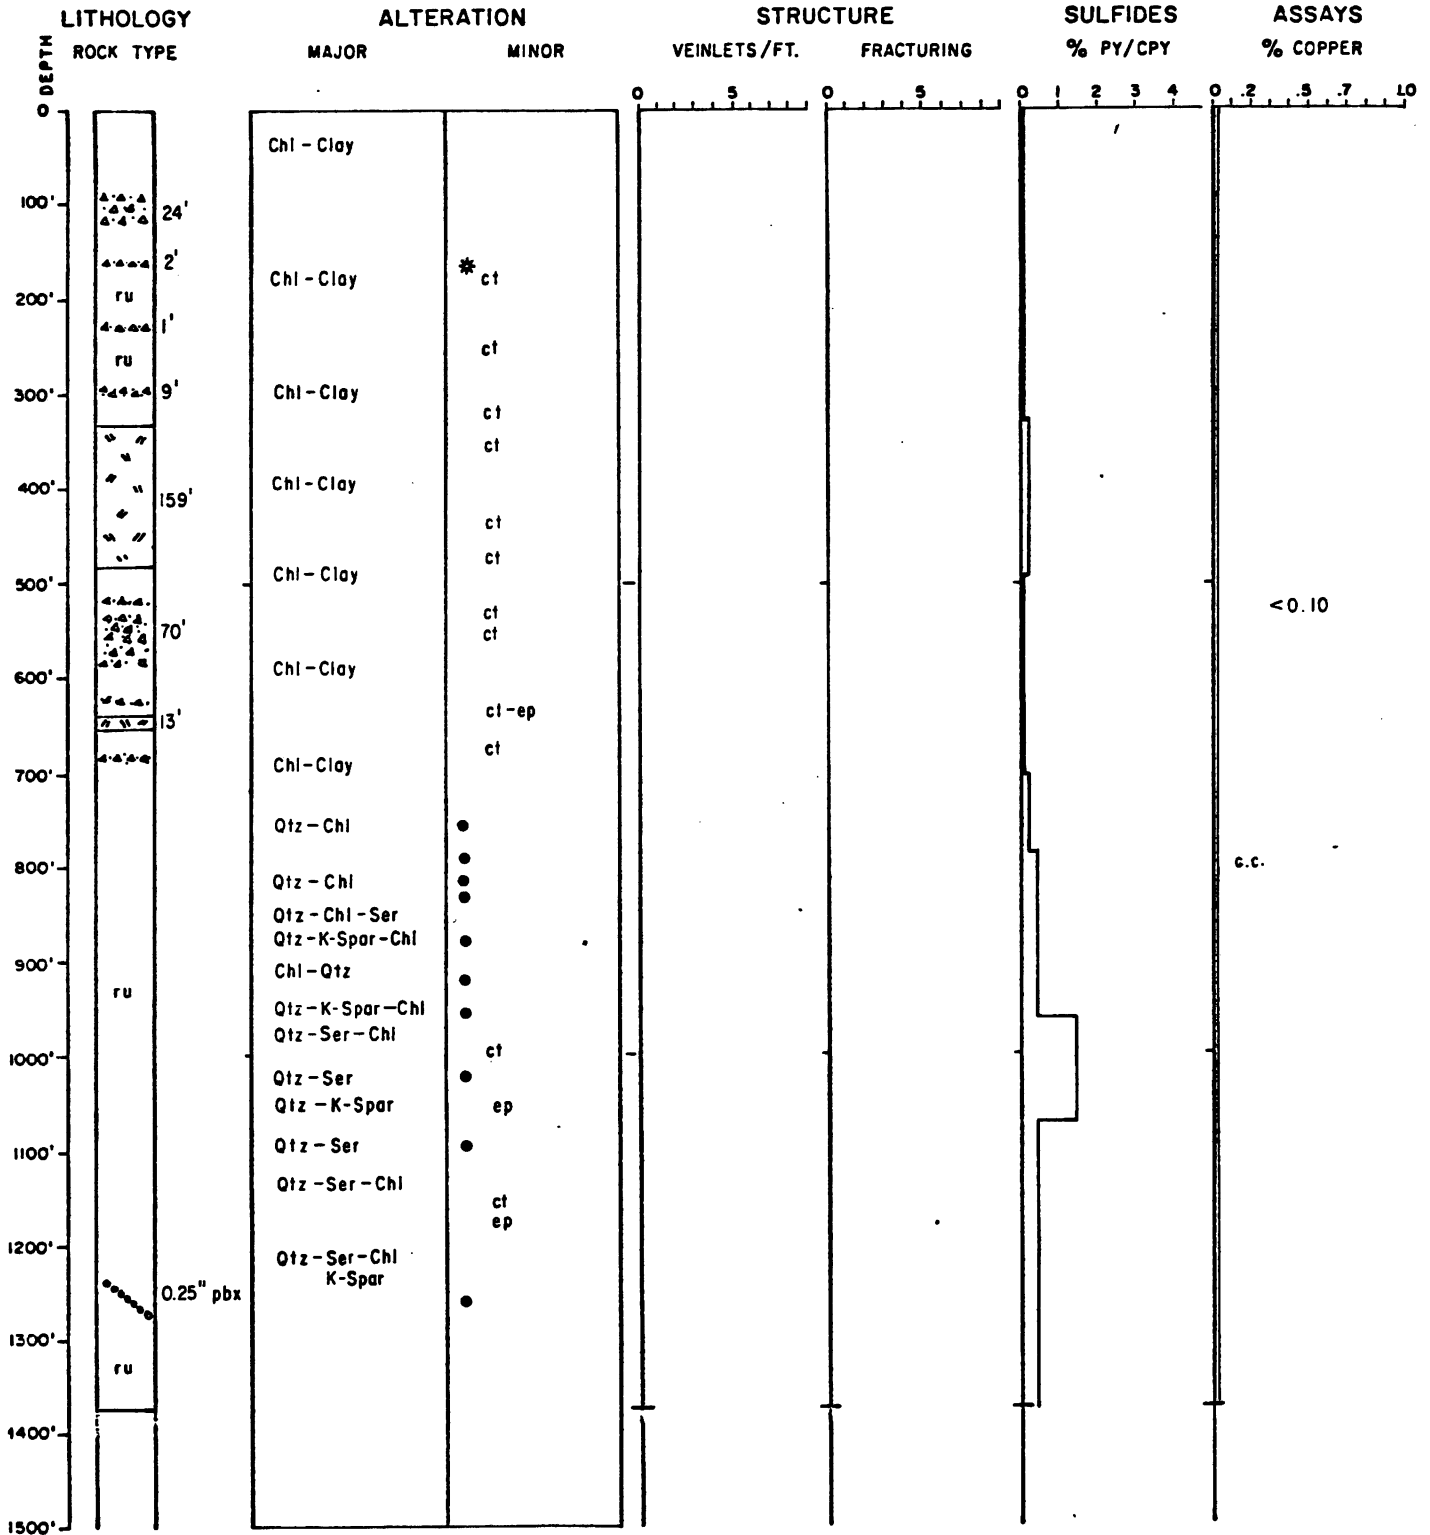 LITHOLOGY ALTERATION STRUCTURE SULFIDES ASSAYS
DEPTH ROCK TYPE MAJOR MINOR VEINLETS/FT. FRACTURING % PY/CPY % COPPER
0 5 0 5 0 1 2 3 4 0 .2 .5 .7 1.0
0
Chl-Clay
100'
24'
2'
Chl-Clay * ct
ru
200'
1'
ct
ru
9' Chl-Clay
300'
ct
ct
Chl-Clay
400'
159'
ct
ct
Chl-Clay
500'
<0.10
ct
70' ct
Chl-Clay
600'
ct-ep
13'
ct
Chl-Clay
700'
Qtz-Chl
G.C.
800'
Qtz-Chl
Qtz-Chl-Ser
Qtz-K-Spar-Chl
900'
Chl-Qtz
ru
Qtz-K-Spar-Chl
Qtz-Ser-Chl
ct
1000'
Qtz-Ser
Qtz-K-Spar ep
Qtz-Ser
1100'
Qtz-Ser-Chl
ct
ep
1200'
Qtz-Ser-Chl
K-Spar
0.25" pbx
1300'
ru
1400'
1500'